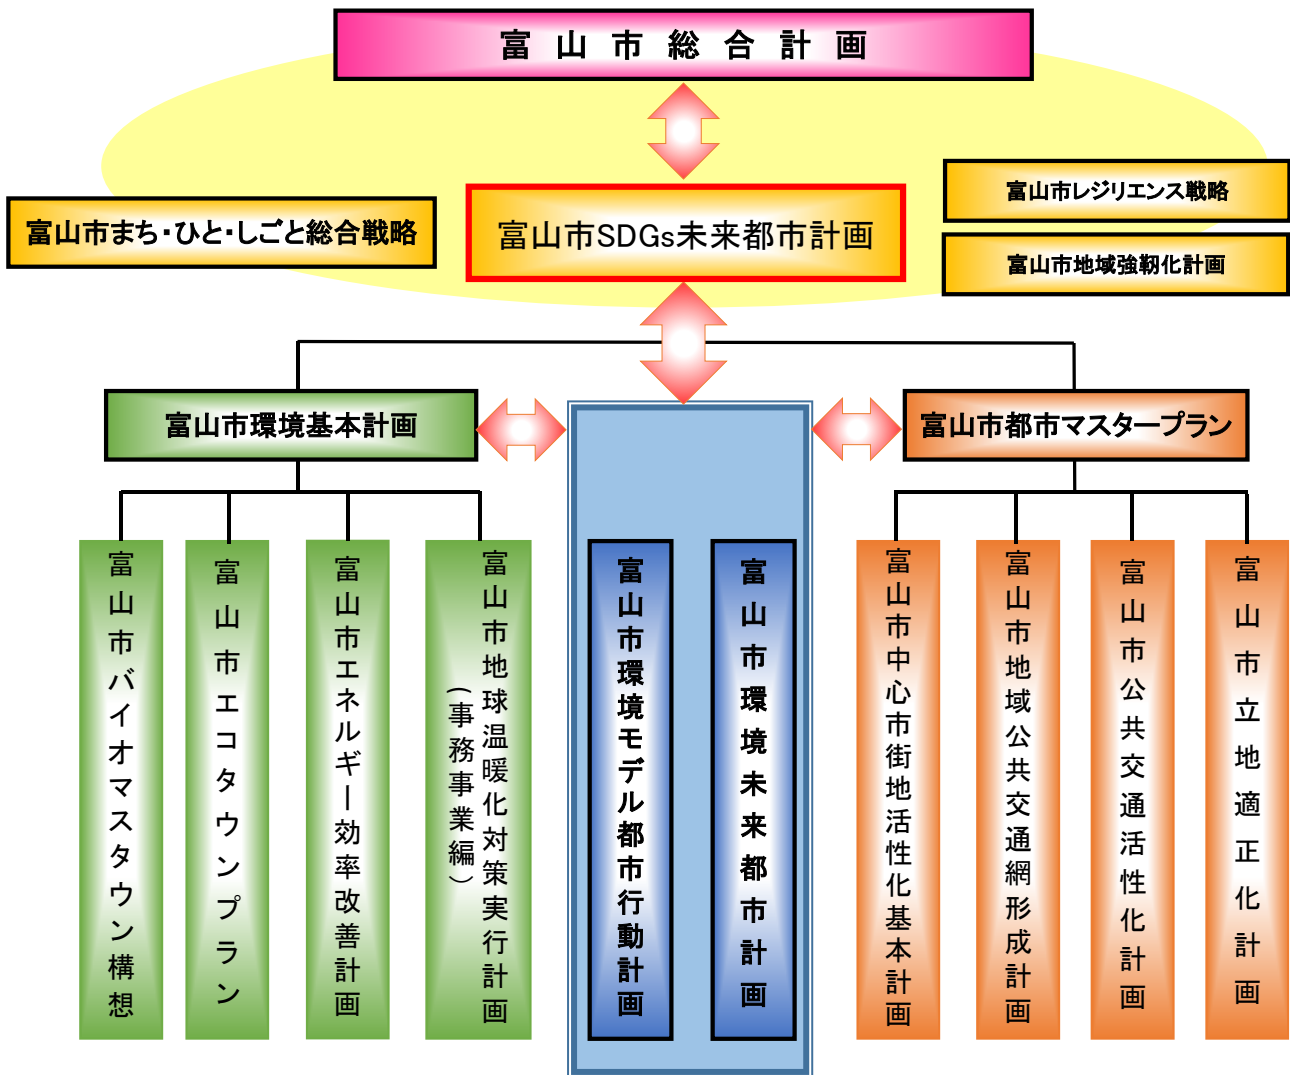 富山市総合計画
富山市まち・ひと・しごと総合戦略
富山市SDGs未来都市計画
富山市レジリエンス戦略
富山市地域強靭化計画
富山市環境基本計画
富山市都市マスタープラン
富山市バイオマスタウン構想
富山市エコタウンプラン
富山市エネルギー効率改善計画
富山市地球温暖化対策実行計画
(事務事業編)
富山市環境モデル都市行動計画
富山市環境未来都市計画
富山市中心市街地活性化基本計画
富山市地域公共交通網形成計画
富山市公共交通活性化計画
富山市立地適正化計画